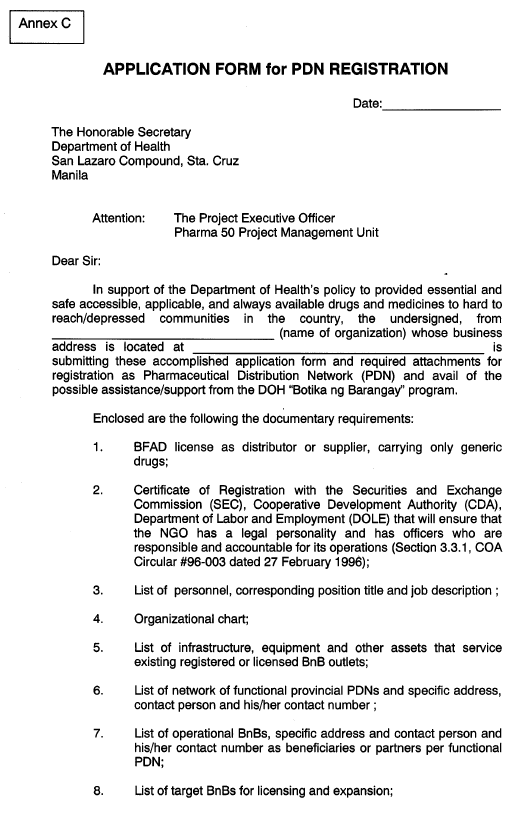 Annex C
APPLICATION FORM for PDN REGISTRATION
Date:____________________
The Honorable Secretary
Department of Health
San Lazaro Compound, Sta. Cruz
Manila
Attention: The Project Executive Officer
Pharma 50 Project Management Unit
Dear Sir:
In support of the Department of Health's policy to provided essential and
safe accessible, applicable, and always available drugs and medicines to hard to
reach/depressed communities in the country, the undersigned, from
____________________________________ (name of organization) whose business
address is located at ________________________________________________ is
submitting these accomplished application form and required attachments for
registration as Pharmaceutical Distribution Network (PDN) and avail of the
possible assistance/support from the DOH "Botika ng Barangay" program.
Enclosed are the following the documentary requirements:
1. BFAD license as distributor or supplier, carrying only generic
drugs;
2. Certificate of Registration with the Securities and Exchange
Commission (SEC), Cooperative Development Authority (CDA),
Department of Labor and Employment (DOLE) that will ensure that
the NGO has a legal personality and has officers who are
responsible and accountable for its operations (Section 3.3.1, COA
Circular #96-003 dated 27 February 1996);
3. List of personnel, corresponding position title and job description ;
4. Organizational chart;
5. List of infrastructure, equipment and other assets that service
existing registered or licensed BnB outlets;
6. List of network of functional provincial PDNs and specific address,
contact person and his/her contact number ;
7. List of operational BnBs, specific address and contact person and
his/her contact number as beneficiaries or partners per functional
PDN;
8. List of target BnBs for licensing and expansion;